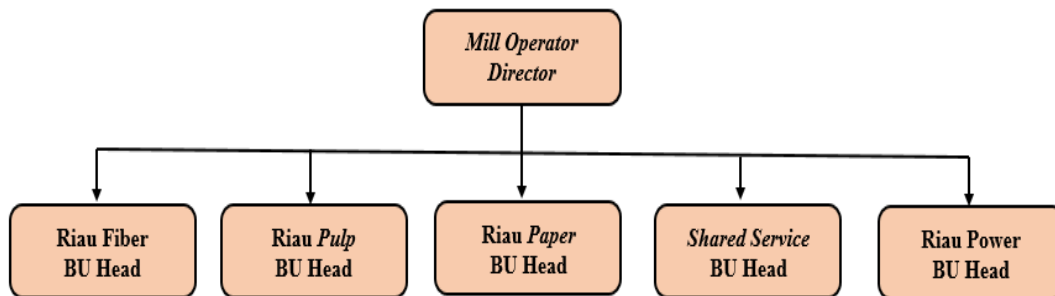 Mill Operator
Director
Riau Fiber
BU Head
Riau Pulp
BU Head
Riau Paper
BU Head
Shared Service
BU Head
Riau Power
BU Head